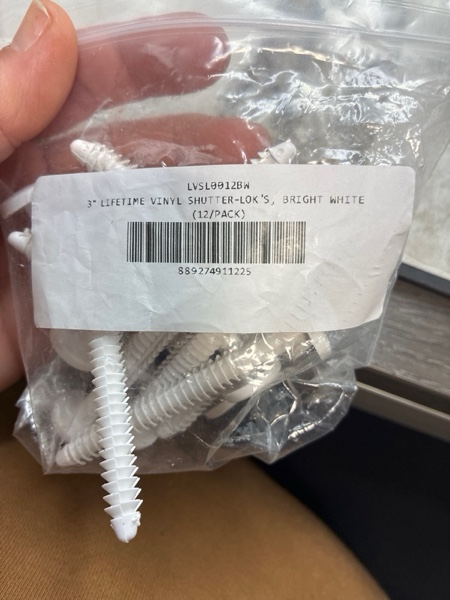 LVSL0012BW
3" LIFETIME VINYL SHUTTER-LOK'S, BRIGHT WHITE
(12/PACK)
889274911225